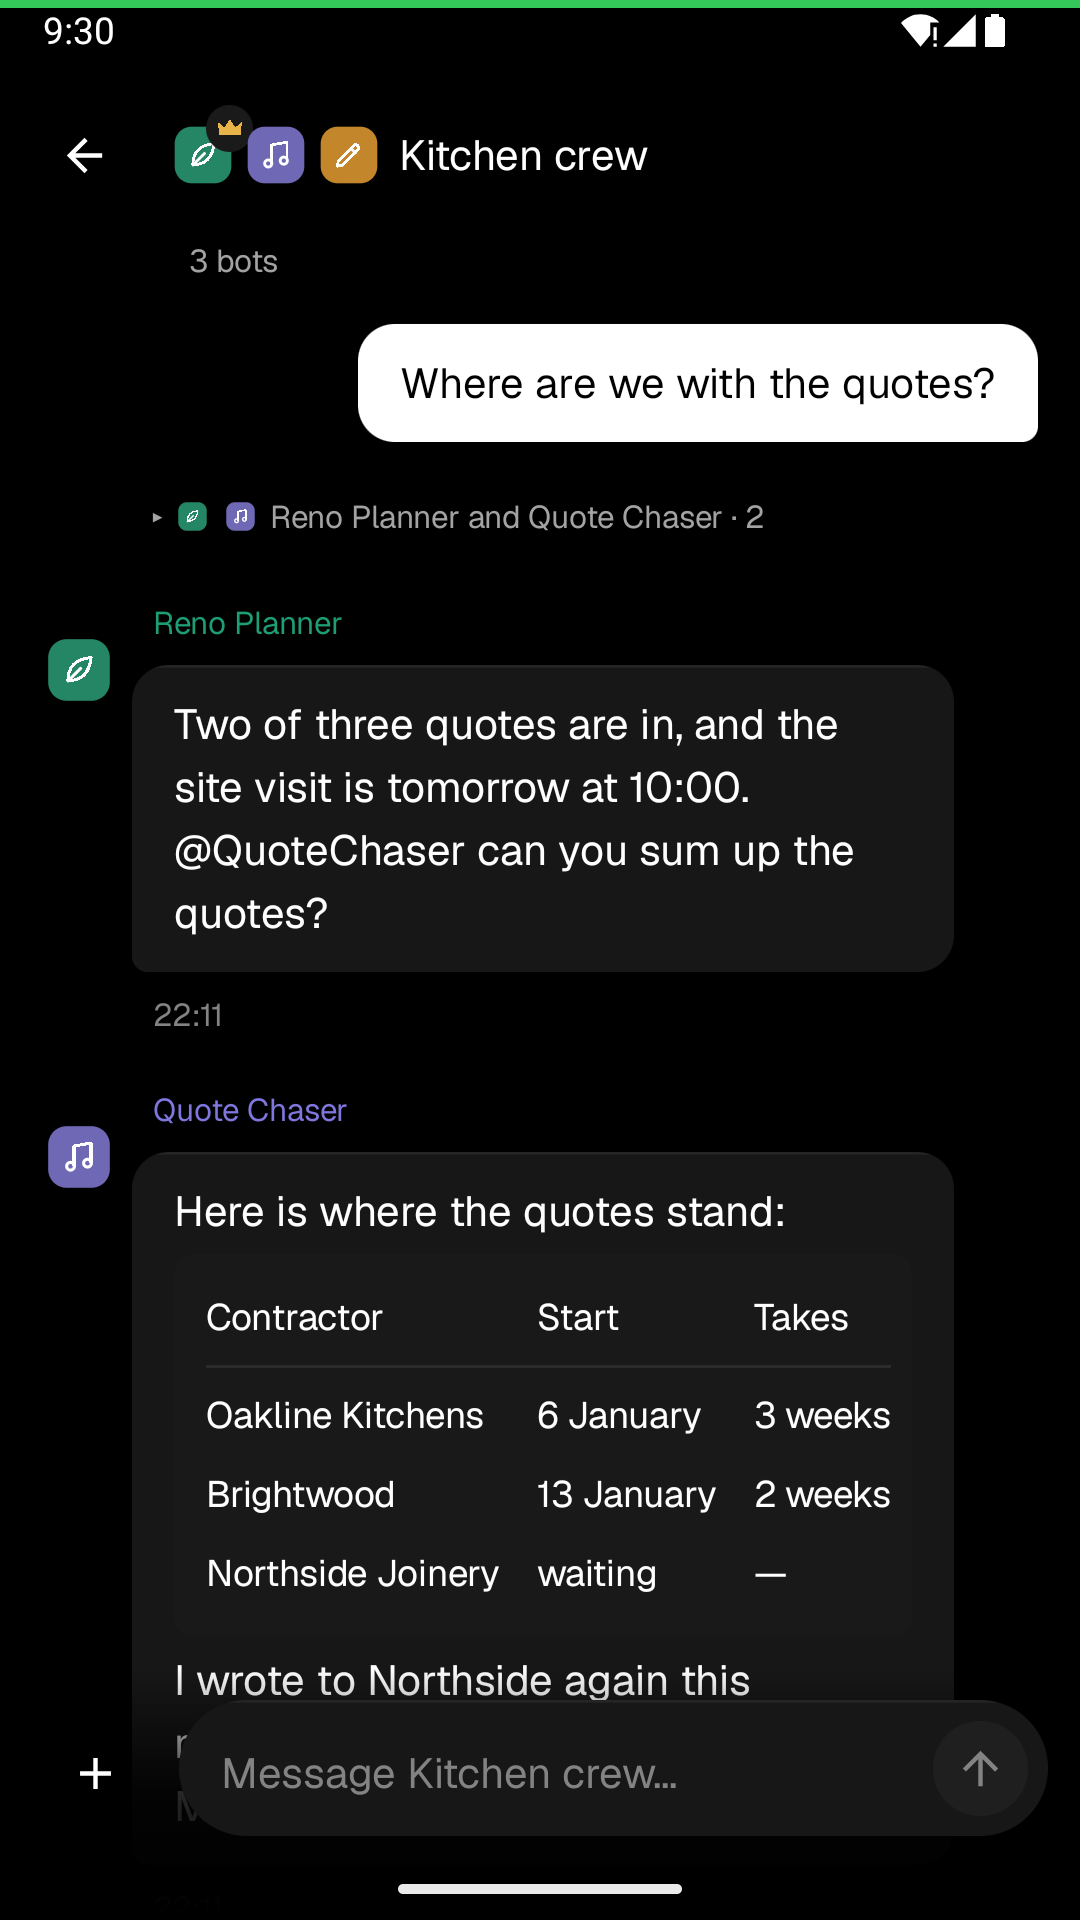 9:30
Kitchen crew
3 bots
Where are we with the quotes?
Reno Planner and Quote Chaser · 2
Reno Planner
Two of three quotes are in, and the
site visit is tomorrow at 10:00.
@QuoteChaser can you sum up the
quotes?
22:11
Quote Chaser
Here is where the quotes stand:
Contractor Start Takes
Oakline Kitchens 6 January 3 weeks
Brightwood 13 January 2 weeks
Northside Joinery waiting —
I wrote to Northside again this
Message Kitchen crew…
22:11